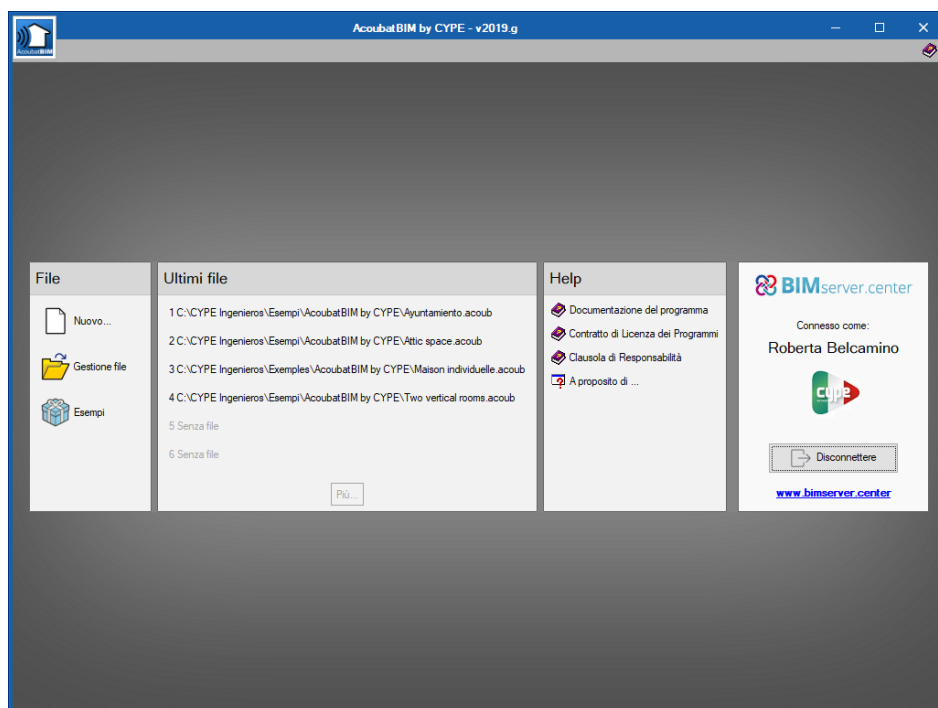 AcoubatBIM by CYPE - v2019.g
AcoubatBIM
File
Nuovo...
Gestione file
Esempi
Ultimi file
1 C:\CYPE Ingenieros\Esempi\AcoubatBIM by CYPE\Ayuntamiento.acoub
2 C:\CYPE Ingenieros\Esempi\AcoubatBIM by CYPE\Attic space.acoub
3 C:\CYPE Ingenieros\Exemples\AcoubatBIM by CYPE\Maison individuelle.acoub
4 C:\CYPE Ingenieros\Esempi\AcoubatBIM by CYPE\Two vertical rooms.acoub
5 Senza file
6 Senza file
Più...
Help
Documentazione del programma
Contratto di Licenza dei Programmi
Clausola di Responsabilità
A proposito di ...
BIMserver.center
Connesso come:
Roberta Belcamino
cype
Disconnettere
www.bimserver.center